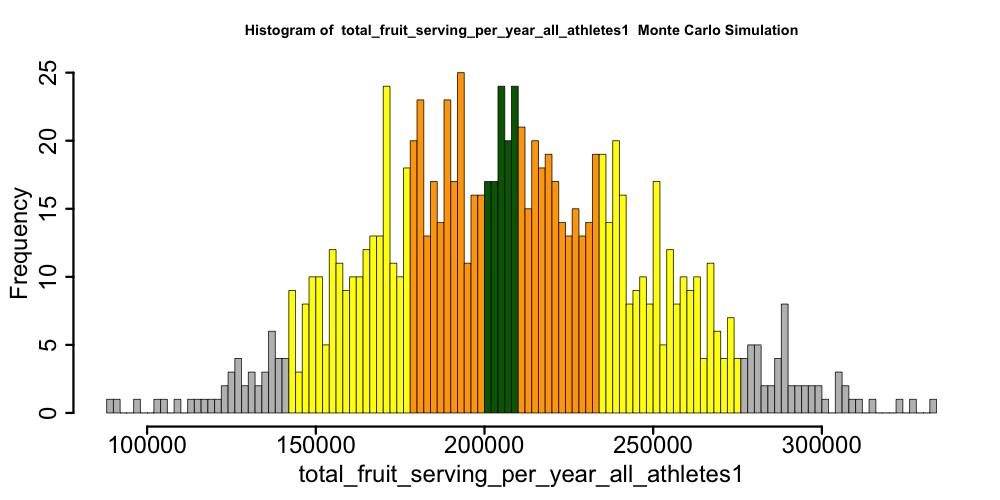 Histogram of  total_fruit_serving_per_year_all_athletes1  Monte Carlo Simulation
25
20
15
10
5
0
Frequency
100000 150000 200000 250000 300000
total_fruit_serving_per_year_all_athletes1